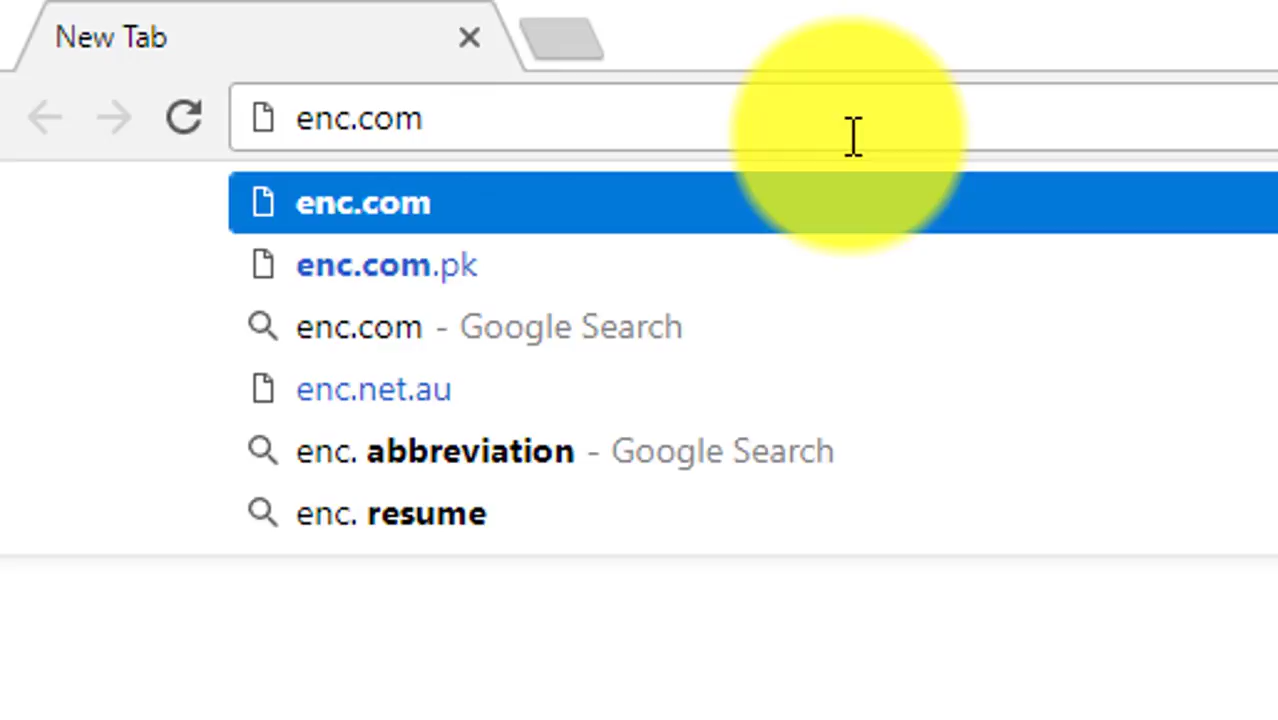 New Tab
enc.com
enc.com
enc.com.pk
enc.com - Google Search
enc.net.au
enc. abbreviation - Google Search
enc. resume